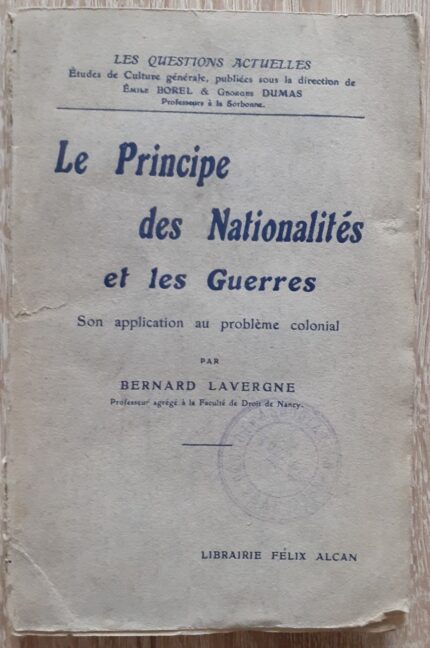 LES QUESTIONS ACTUELLES
Études de Culture générale, publiées sous la direction de
ÉMILE BOREL & GEORGES DUMAS
Professeurs à la Sorbonne.
Le Principe
des Nationalités
et les Guerres
Son application au problème colonial
PAR
BERNARD LAVERGNE
Professeur agrégé à la Faculté de Droit de Nancy.
LIBRAIRIE FÉLIX ALCAN